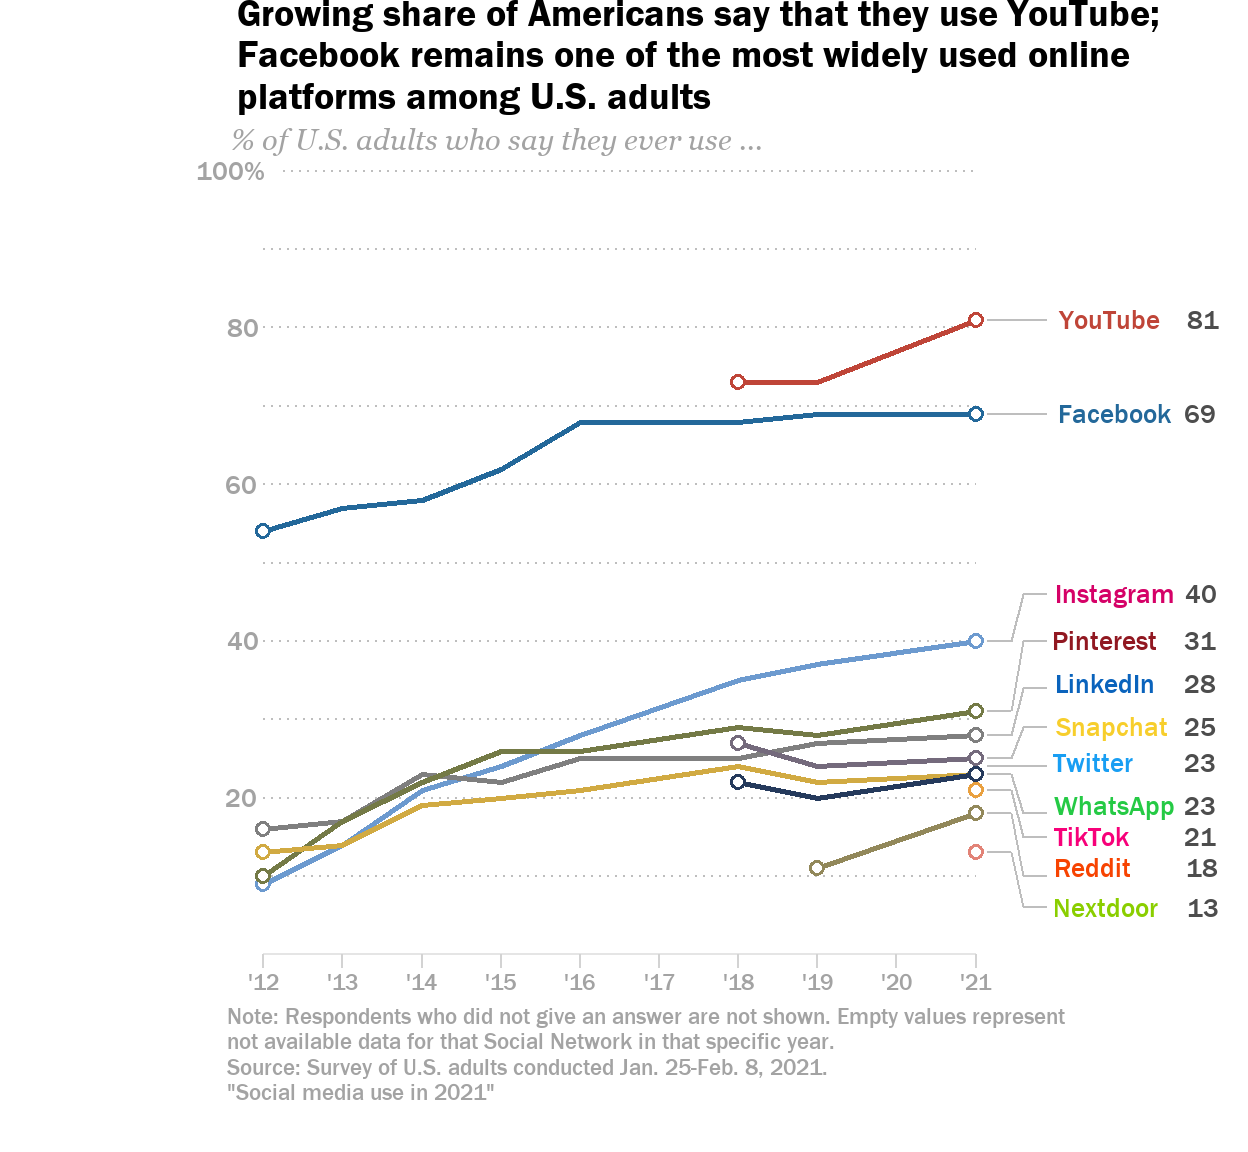 Growing share of Americans say that they use YouTube;
Facebook remains one of the most widely used online
platforms among U.S. adults
% of U.S. adults who say they ever use ...
100%
80
60
40
20
YouTube 81
Facebook 69
Instagram 40
Pinterest 31
LinkedIn 28
Snapchat 25
Twitter 23
WhatsApp 23
TikTok 21
Reddit 18
Nextdoor 13
'12 '13 '14 '15 '16 '17 '18 '19 '20 '21
Note: Respondents who did not give an answer are not shown. Empty values represent
not available data for that Social Network in that specific year.
Source: Survey of U.S. adults conducted Jan. 25-Feb. 8, 2021.
"Social media use in 2021"